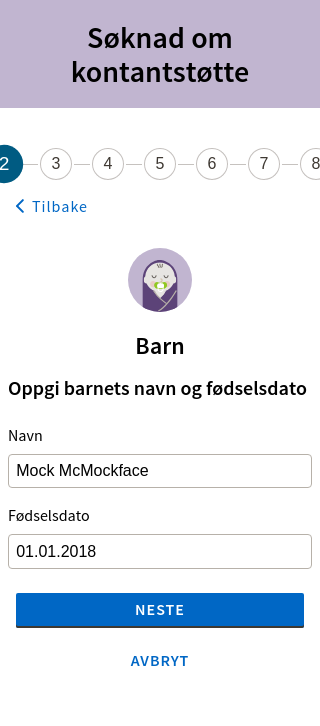 Søknad om
kontantstøtte
2 3 4 5 6 7 8
Tilbake
Barn
Oppgi barnets navn og fødselsdato
Navn
Mock McMockface
Fødselsdato
01.01.2018
NESTE
AVBRYT